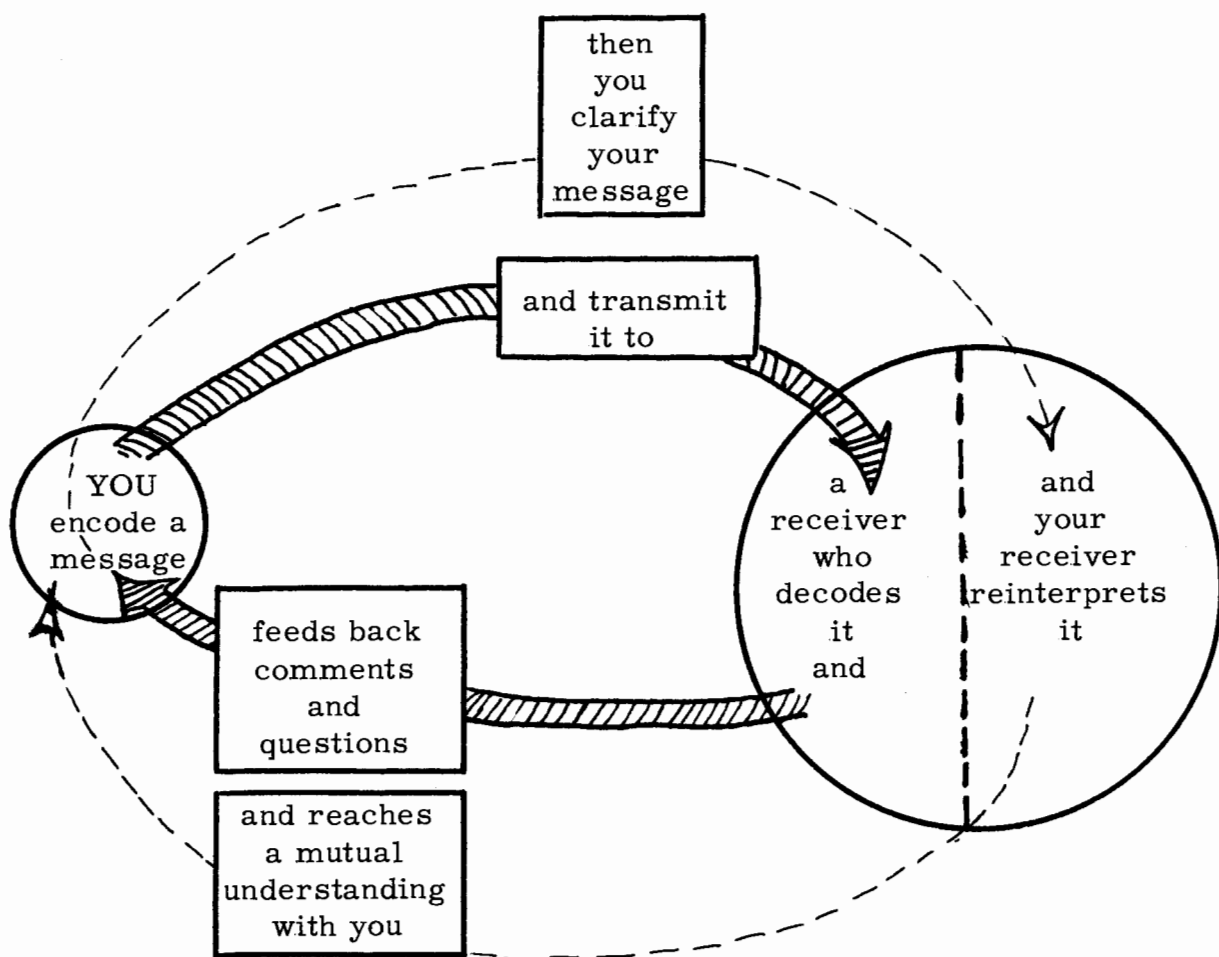 then
you
clarify
your
message
and transmit
it to
YOU
encode a
message
a
receiver
who
decodes
it
and
and
your
receiver
reinterprets
it
feeds back
comments
and
questions
and reaches
a mutual
understanding
with you